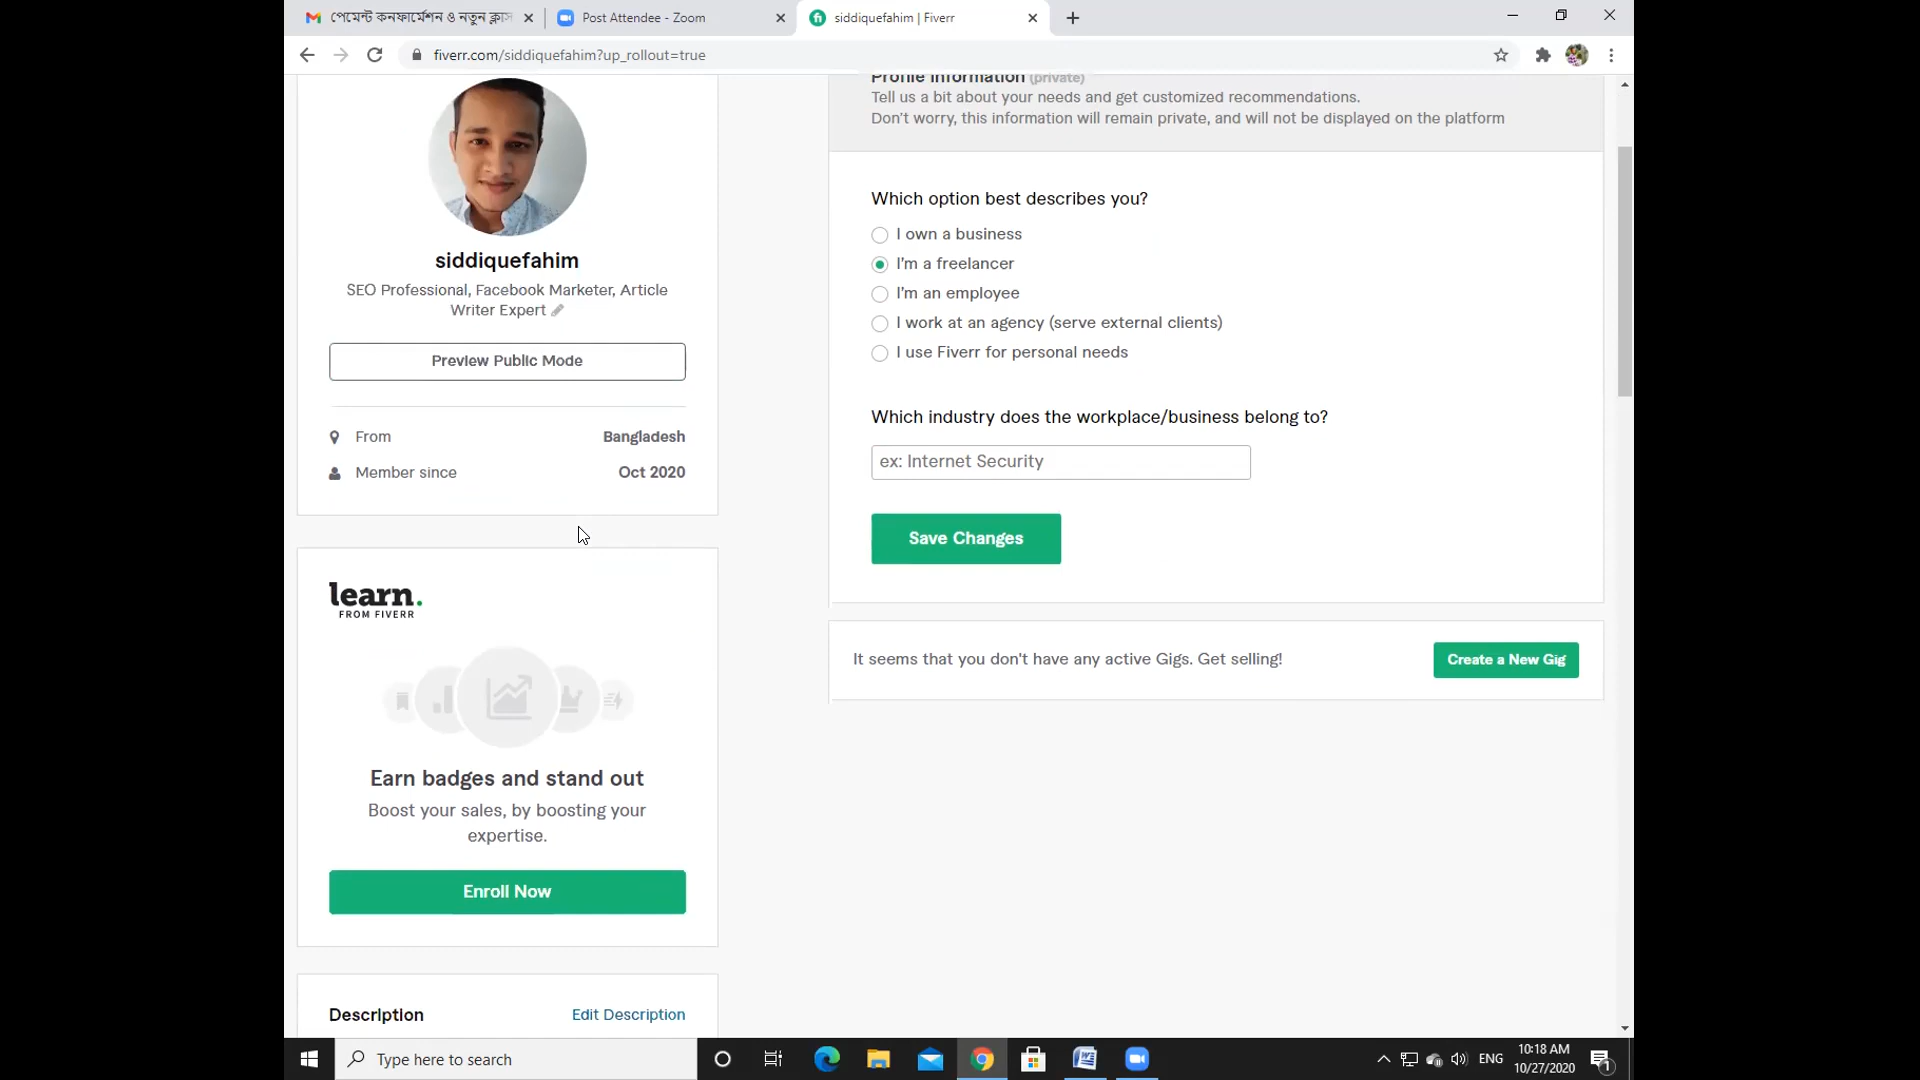 পেমেন্ট কনফার্মেশন ও নতুন ক্লাস
Post Attendee - Zoom
siddiquefahim | Fiverr
fiverr.com/siddiquefahim?up_rollout=true
Profile Information (private)
Tell us a bit about your needs and get customized recommendations.
Don't worry, this information will remain private, and will not be displayed on the platform
siddiquefahim
SEO Professional, Facebook Marketer, Article
Writer Expert
Preview Public Mode
From Bangladesh
Member since Oct 2020
Which option best describes you?
I own a business
I'm a freelancer
I'm an employee
I work at an agency (serve external clients)
I use Fiverr for personal needs
Which industry does the workplace/business belong to?
ex: Internet Security
Save Changes
It seems that you don't have any active Gigs. Get selling!
Create a New Gig
learn.
FROM FIVERR
Earn badges and stand out
Boost your sales, by boosting your
expertise.
Enroll Now
Description Edit Description
Type here to search
ENG
10:18 AM
10/27/2020
1